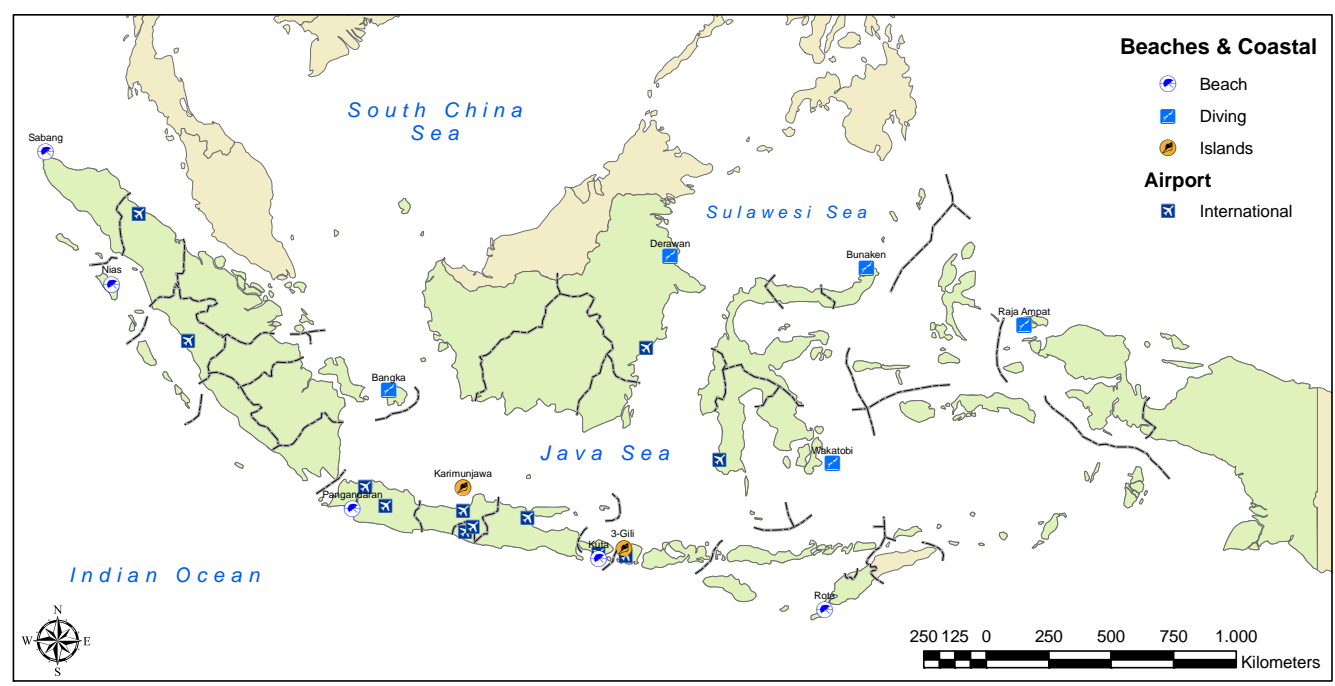 Beaches & Coastal
Beach
Diving
Islands
Airport
International
South China
Sea
Sabang
Sulawesi Sea
Derawan
Bunaken
Nias
Raja Ampat
Bangka
Java Sea
Wakatobi
Karimunjawa
Pangandaran
3-Gili
Kuta
Indian Ocean
Rote
N
W E
S
250 125 0 250 500 750 1.000
Kilometers